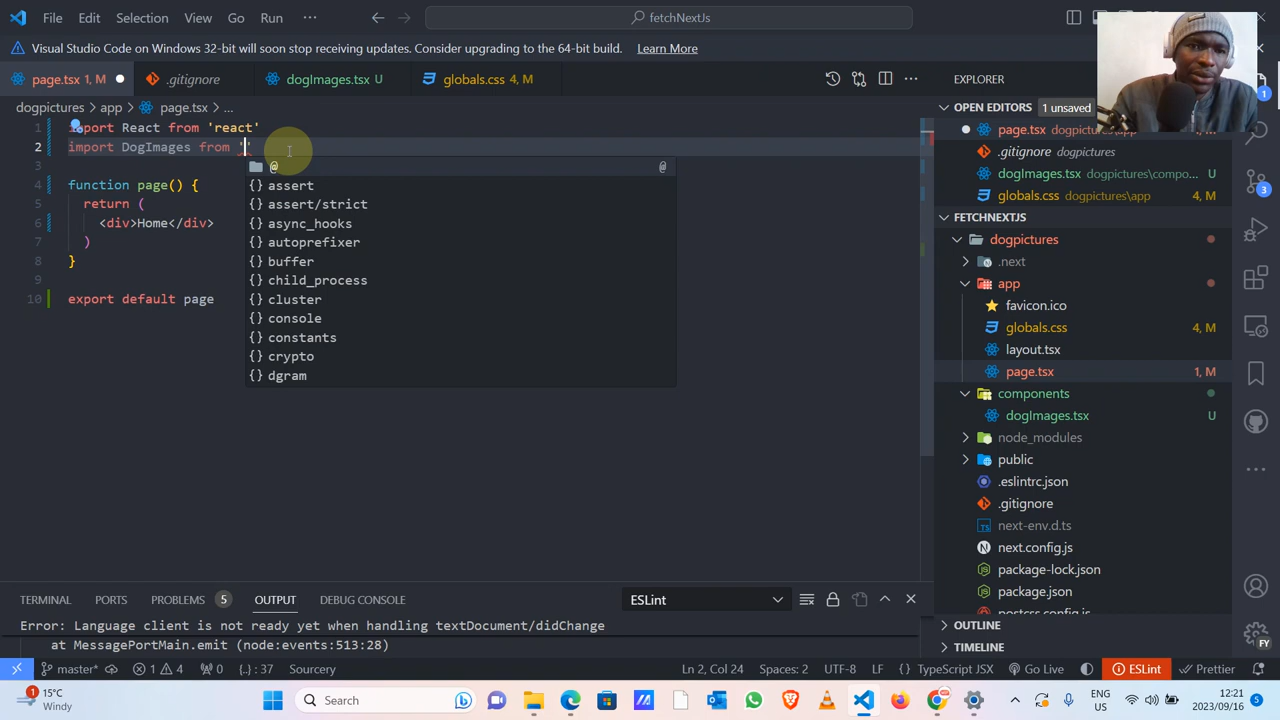 File Edit Selection View Go Run ··· fetchNextJs
Visual Studio Code on Windows 32-bit will soon stop receiving updates. Consider upgrading to the 64-bit build. Learn More
page.tsx 1, M .gitignore dogImages.tsx U globals.css 4, M
dogpictures > app > page.tsx > ...
1 import React from 'react'
2 import DogImages from ''
3
4 function page() {
5 return (
6 <div>Home</div>
7 )
8 }
9
10 export default page
@ @
{} assert
{} assert/strict
{} async_hooks
{} autoprefixer
{} buffer
{} child_process
{} cluster
{} console
{} constants
{} crypto
{} dgram
EXPLORER
OPEN EDITORS 1 unsaved
page.tsx dogpictures\a
.gitignore dogpictures
dogImages.tsx dogpictures\compo... U
globals.css dogpictures\app
FETCHNEXTJS
dogpictures
.next
app
favicon.ico
globals.css 4, M
layout.tsx
page.tsx 1, M
components
dogImages.tsx U
node_modules
public
.eslintrc.json
.gitignore
next-env.d.ts
next.config.js
package-lock.json
package.json
postcss.config.js
OUTLINE
TIMELINE
1
3
TERMINAL PORTS PROBLEMS 5 OUTPUT DEBUG CONSOLE ESLint
Error: Language client is not ready yet when handling textDocument/didChange
at MessagePortMain.emit (node:events:513:28)
master* 1 4 0 {..}: 37 Sourcery Ln 2, Col 24 Spaces: 2 UTF-8 LF {} TypeScript JSX Go Live ESLint Prettier
FY
1
15°C
Windy
Search
ENG
US
12:21
2023/09/16
5